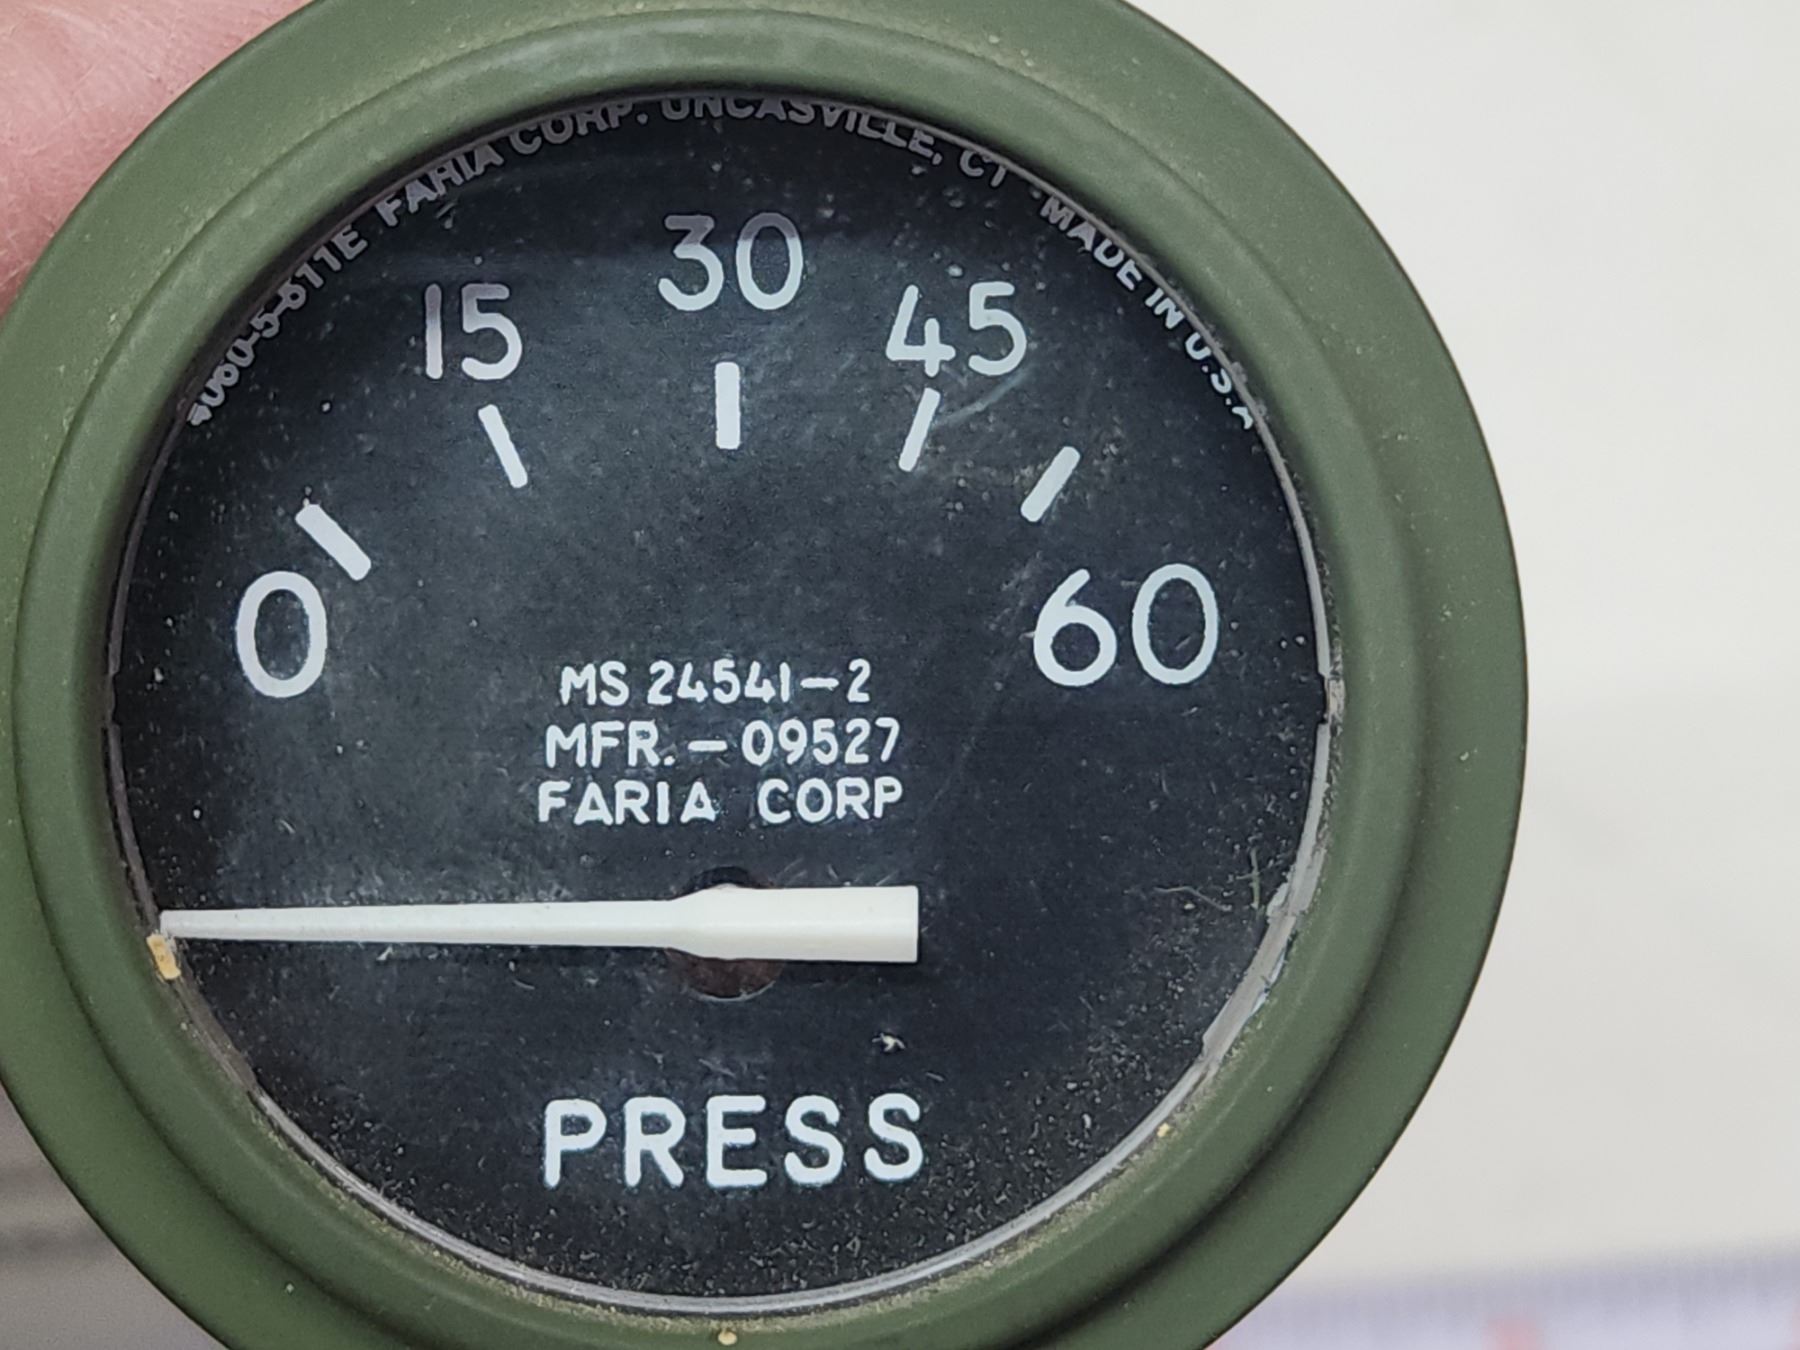 FARIA CORP. UNCASVILLE, CT MADE IN U.S.A
0 15 30 45 60
MS 24541-2
MFR. - 09527
FARIA CORP
PRESS